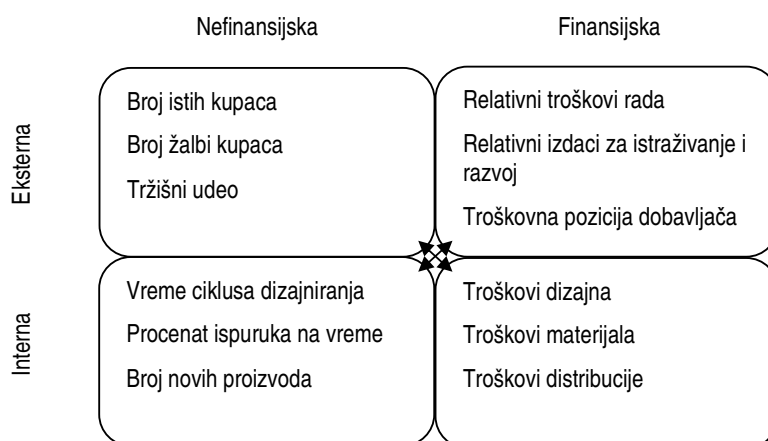 Nefinansijska
Finansijska
Eksterna
Broj istih kupaca
Broj žalbi kupaca
Tržišni udeo
Relativni troškovi rada
Relativni izdaci za istraživanje i
razvoj
Troškovna pozicija dobavljača
Interna
Vreme ciklusa dizajniranja
Procenat ispuruka na vreme
Broj novih proizvoda
Troškovi dizajna
Troškovi materijala
Troškovi distribucije